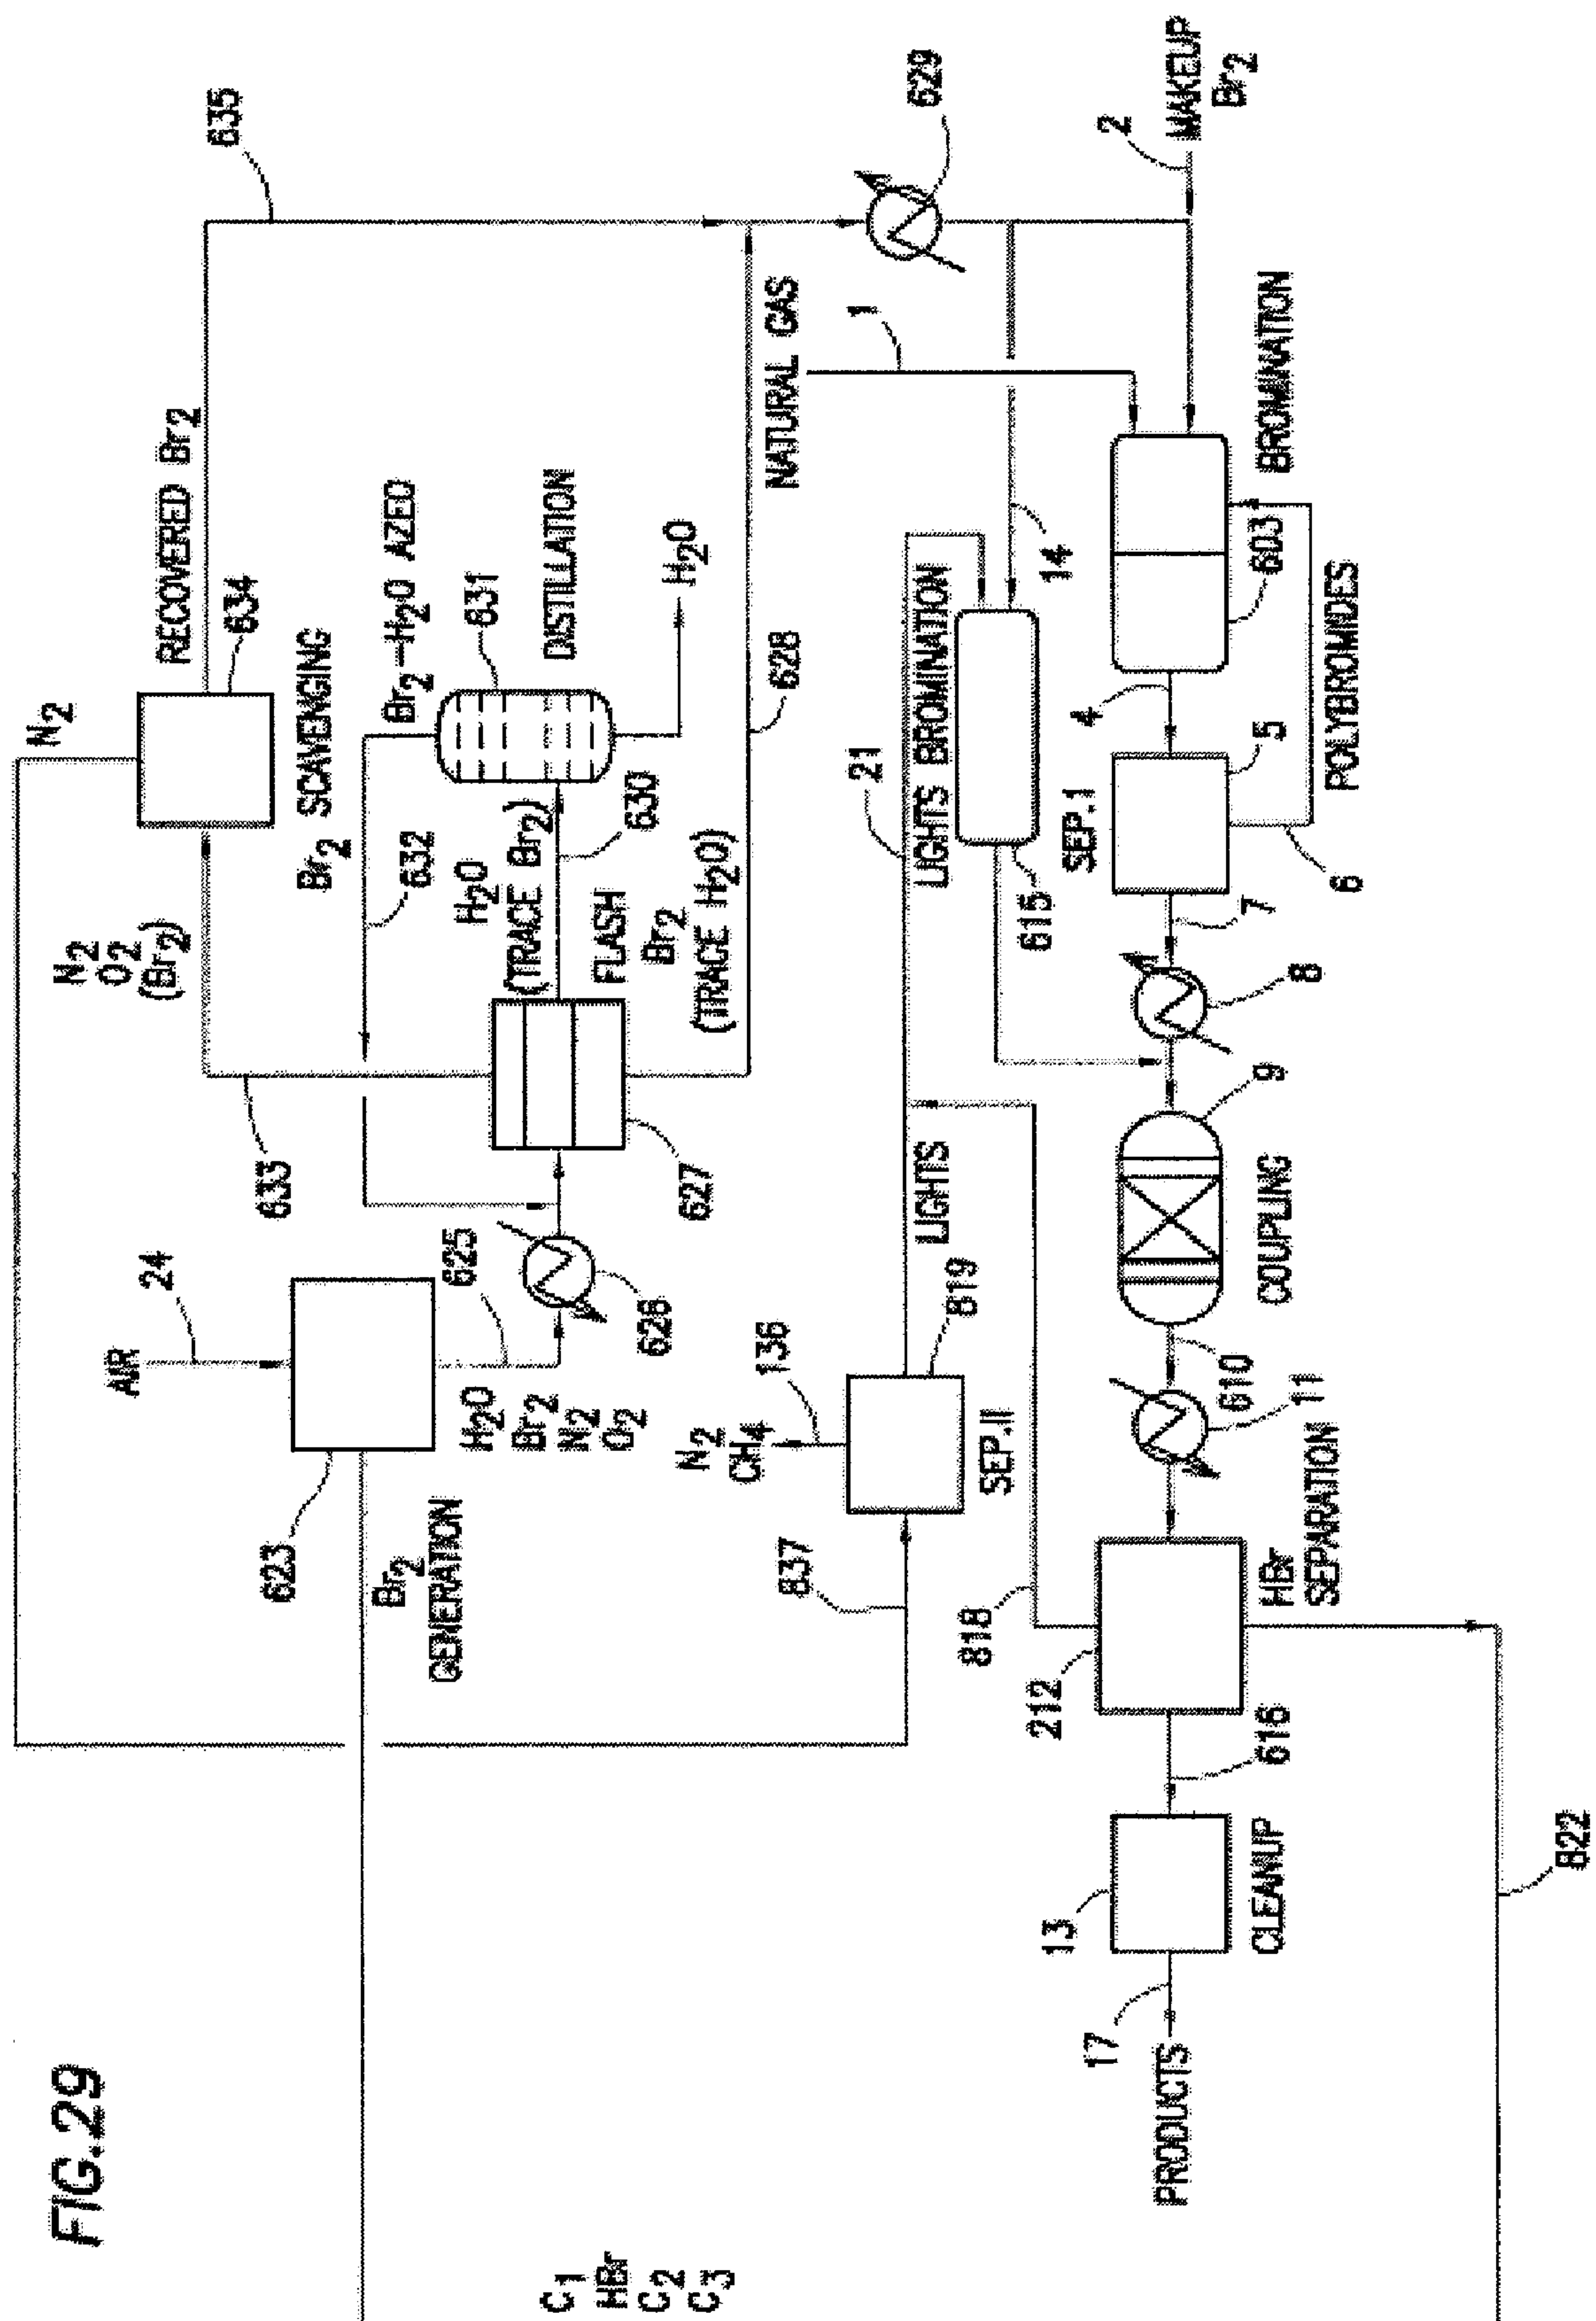 FIG.29
N2
N2
O2
(Br2)
RECOVERED Br2
635
AIR
24
633
634
SCAVENGING
623
Br2
632
Br2–H2O AZEO
Br2
GENERATION
625
631
H2O
Br2
N2
O2
H2O
(TRACE Br2)
DISTILLATION
C1
HBr
C2
C3
626
627
FLASH
630
H2O
Br2
(TRACE H2O)
628
629
NATURAL GAS
N2
CH4
136
837
21
1
LIGHTS
LIGHTS BROMINATION
819
SEP.II
818
615
14
212
SEP.1
4
2
13
17
MAKEUP
Br2
PRODUCTS
616
610
11
9
8
7
5
603
CLEANUP
HBr
SEPARATION
COUPLING
BROMINATION
6
POLYBROMIDES
822